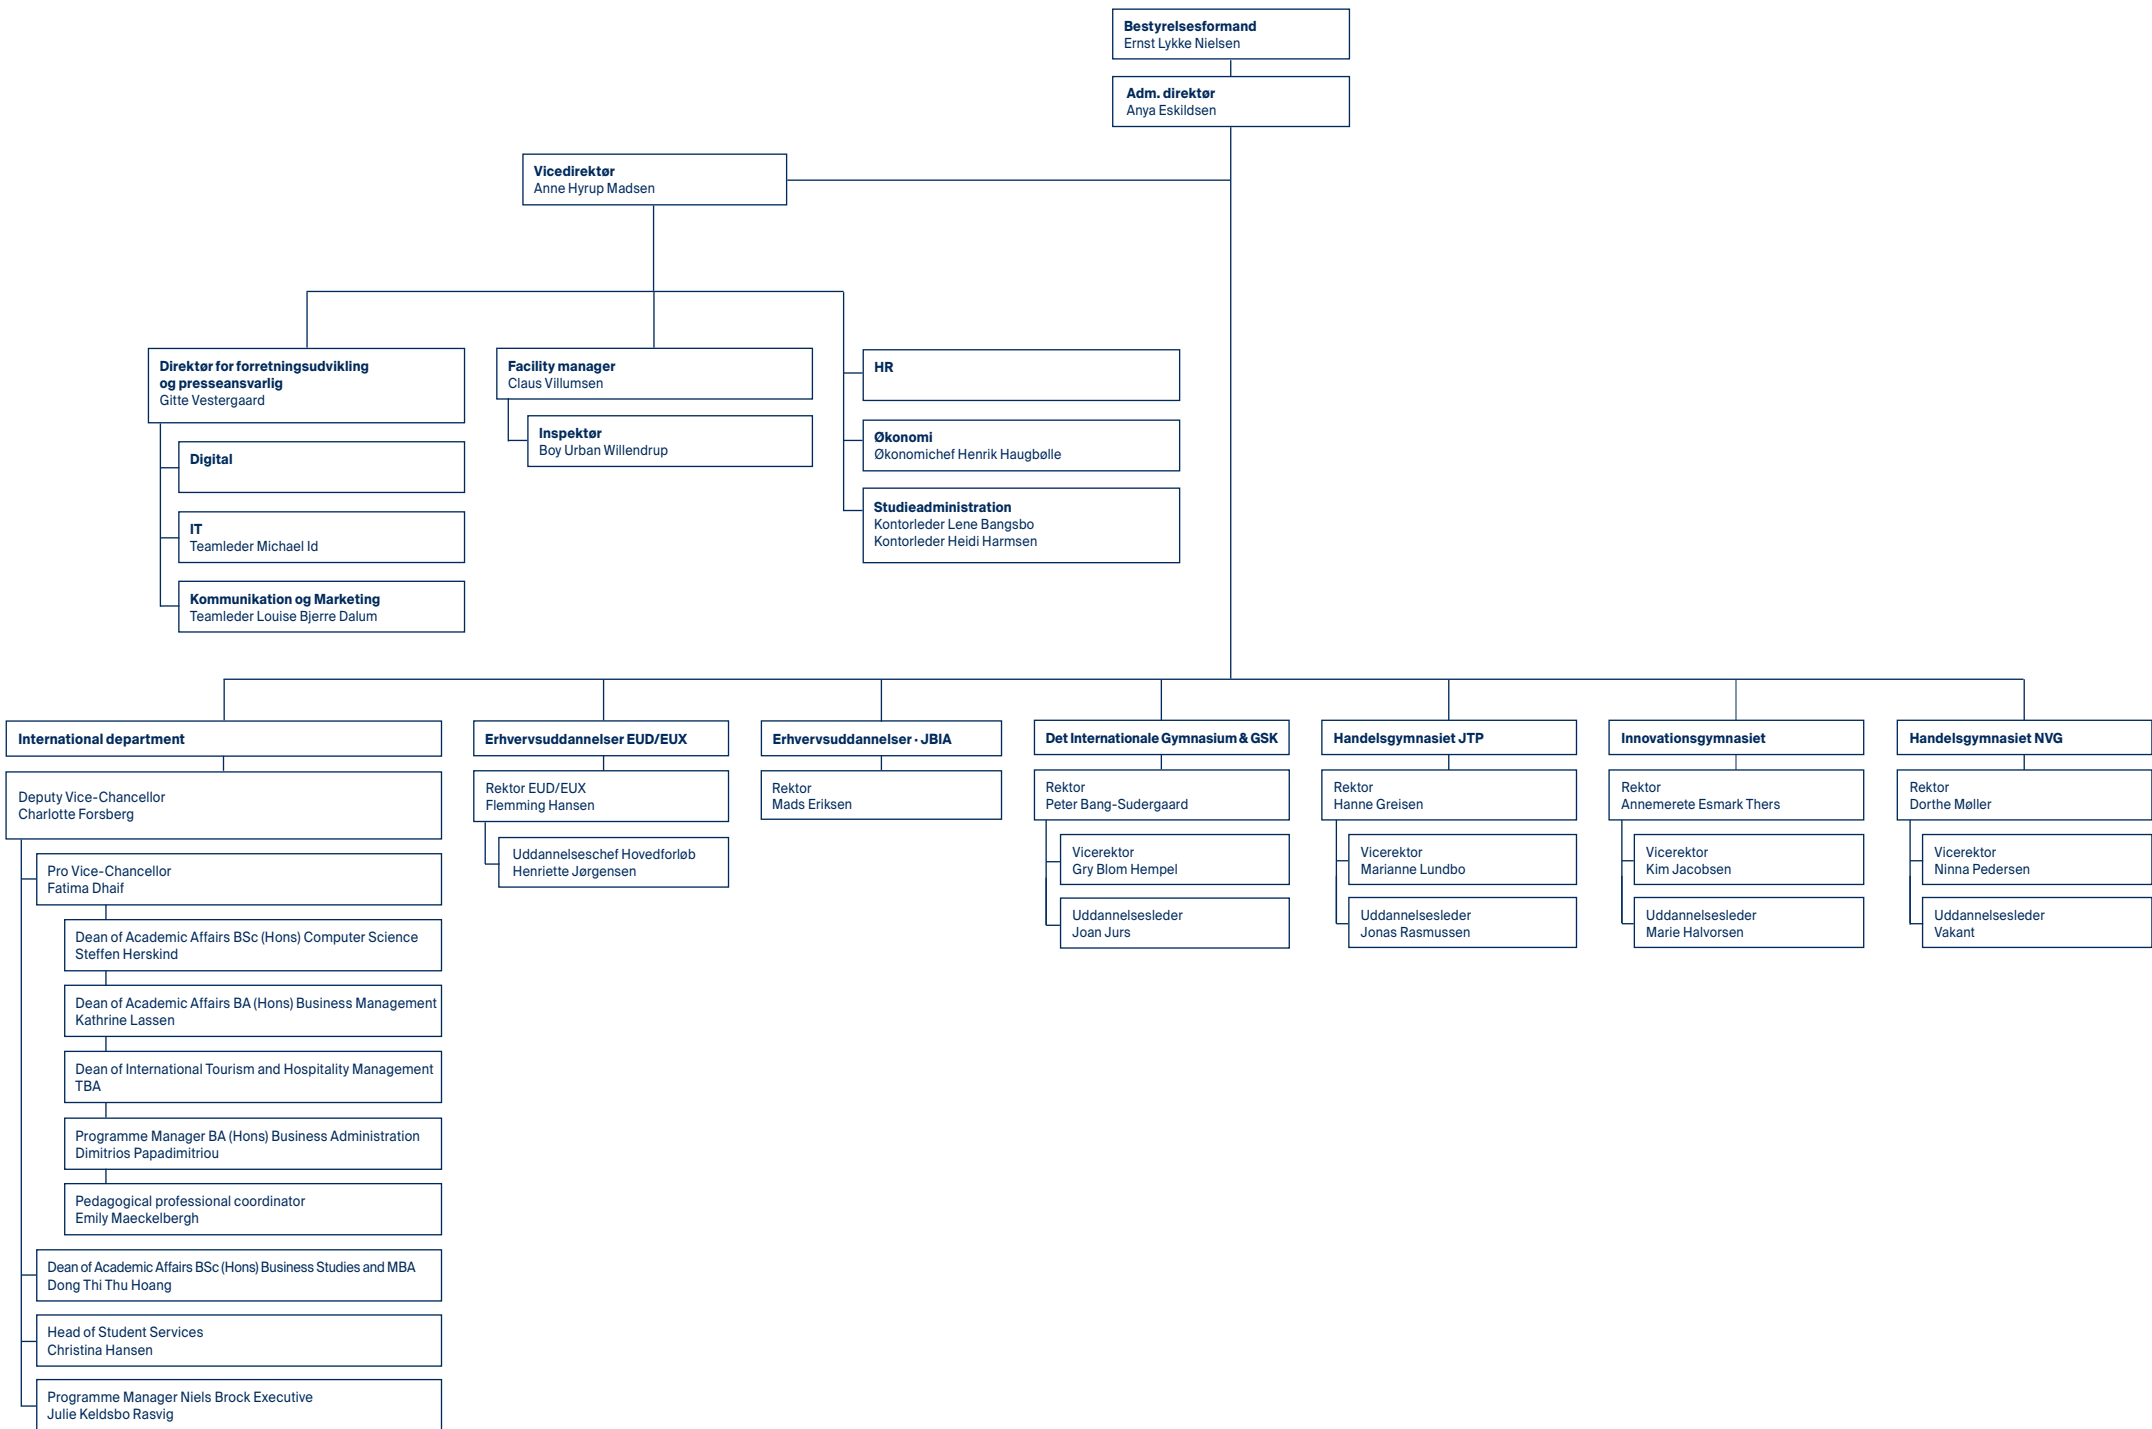 Bestyrelsesformand
Ernst Lykke Nielsen
Adm. direktør
Anya Eskildsen
Vicedirektør
Anne Hyrup Madsen
Direktør for forretningsudvikling
og presseansvarlig
Gitte Vestergaard
Digital
IT
Teamleder Michael Id
Kommunikation og Marketing
Teamleder Louise Bjerre Dalum
Facility manager
Claus Villumsen
Inspektør
Boy Urban Willendrup
HR
Økonomi
Økonomichef Henrik Haugbølle
Studieadministration
Kontorleder Lene Bangsbo
Kontorleder Heidi Harmsen
International department
Deputy Vice-Chancellor
Charlotte Forsberg
Pro Vice-Chancellor
Fatima Dhaif
Dean of Academic Affairs BSc (Hons) Computer Science
Steffen Herskind
Dean of Academic Affairs BA (Hons) Business Management
Kathrine Lassen
Dean of International Tourism and Hospitality Management
TBA
Programme Manager BA (Hons) Business Administration
Dimitrios Papadimitriou
Pedagogical professional coordinator
Emily Maeckelbergh
Dean of Academic Affairs BSc (Hons) Business Studies and MBA
Dong Thi Thu Hoang
Head of Student Services
Christina Hansen
Programme Manager Niels Brock Executive
Julie Keldsbo Rasvig
Erhvervsuddannelser EUD/EUX
Rektor EUD/EUX
Flemming Hansen
Uddannelseschef Hovedforløb
Henriette Jørgensen
Erhvervsuddannelser · JBIA
Rektor
Mads Eriksen
Det Internationale Gymnasium & GSK
Rektor
Peter Bang-Sudergaard
Vicerektor
Gry Blom Hempel
Uddannelsesleder
Joan Jurs
Handelsgymnasiet JTP
Rektor
Hanne Greisen
Vicerektor
Marianne Lundbo
Uddannelsesleder
Jonas Rasmussen
Innovationsgymnasiet
Rektor
Annemerete Esmark Thers
Vicerektor
Kim Jacobsen
Uddannelsesleder
Marie Halvorsen
Handelsgymnasiet NVG
Rektor
Dorthe Møller
Vicerektor
Ninna Pedersen
Uddannelsesleder
Vakant